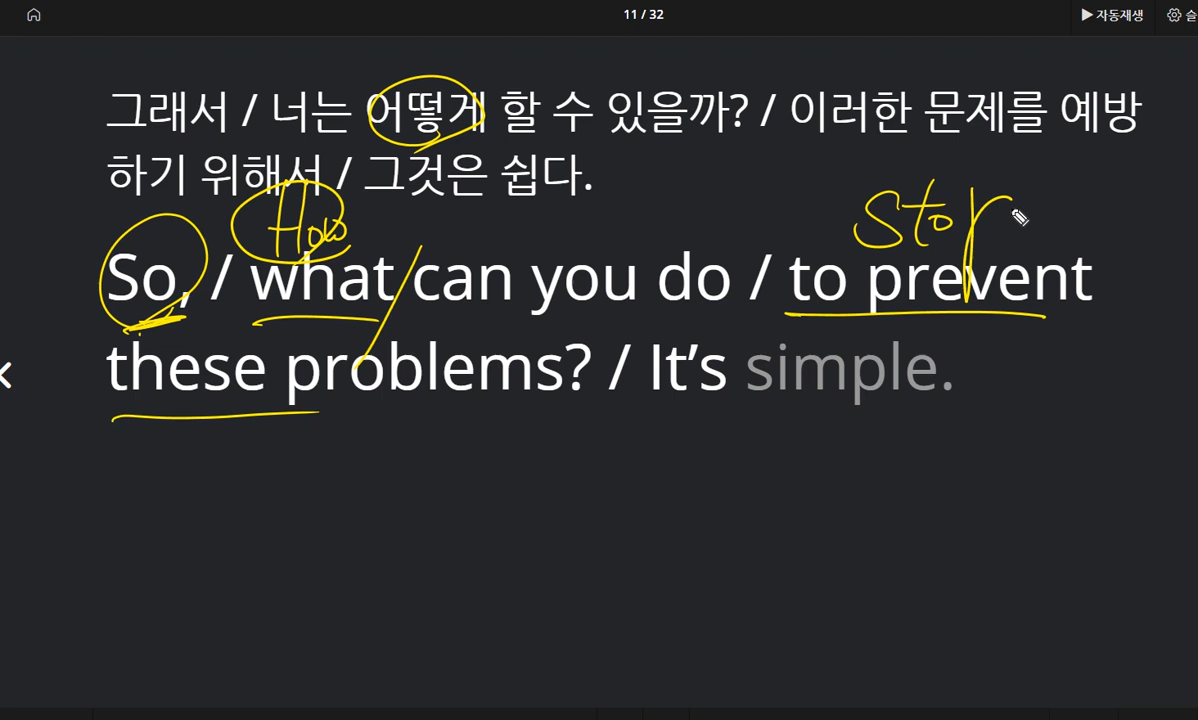 11 / 32
▶ 자동재생
슬
그래서 / 너는 어떻게 할 수 있을까? / 이러한 문제를 예방
하기 위해서 / 그것은 쉽다.
How
Stop
So, / what can you do / to prevent
these problems? / It's simple.